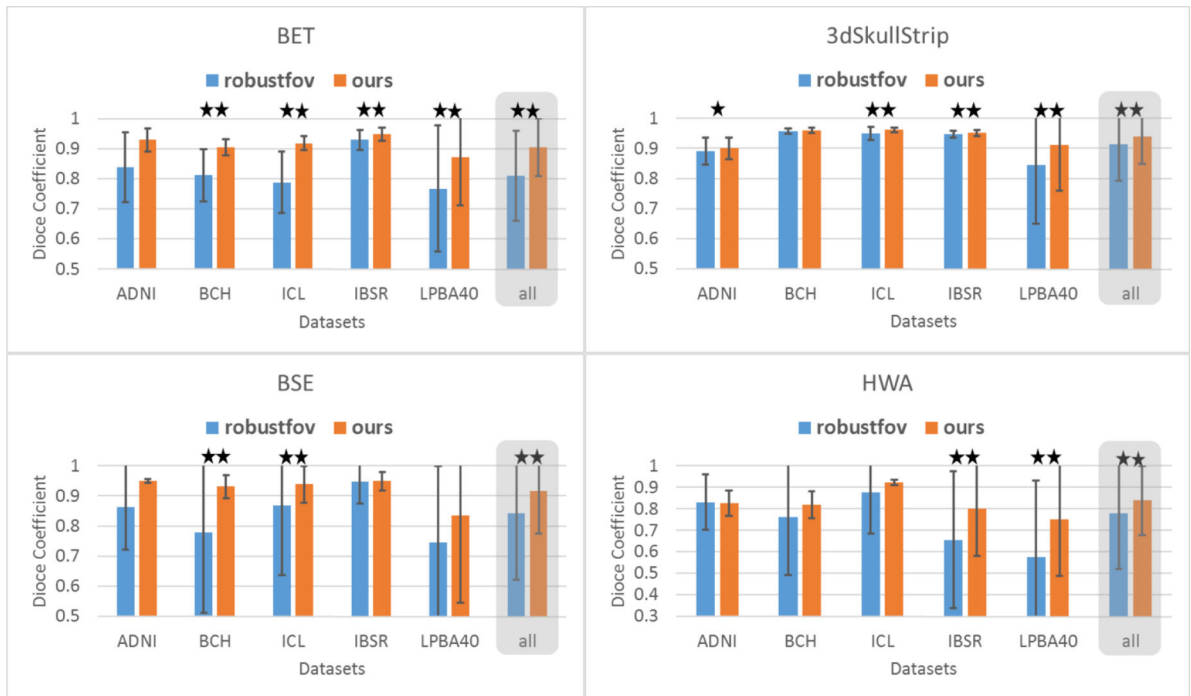 BET
robustfov ours
★★ ★★ ★★ ★★ ★★
1
0.9
0.8
0.7
0.6
0.5
Dioce Coefficient
ADNI BCH ICL IBSR LPBA40 all
Datasets
3dSkullStrip
robustfov ours
★ ★★ ★★ ★★ ★★
1
0.9
0.8
0.7
0.6
0.5
Dioce Coefficient
ADNI BCH ICL IBSR LPBA40 all
Datasets
BSE
robustfov ours
★★ ★★ ★★
1
0.9
0.8
0.7
0.6
0.5
Dioce Coefficient
ADNI BCH ICL IBSR LPBA40 all
Datasets
HWA
robustfov ours
★★ ★★ ★★
1
0.9
0.8
0.7
0.6
0.5
0.4
0.3
Dioce Coefficient
ADNI BCH ICL IBSR LPBA40 all
Datasets